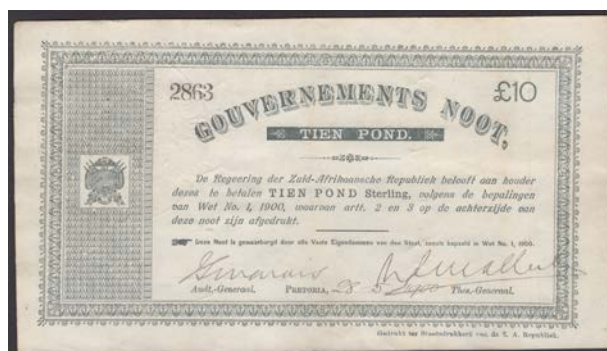 2863 £10
GOUVERNEMENTS NOOT,
TIEN POND.
De Regeering der Zuid-Afrikaansche Republiek belooft aan houder
dezes te betalen TIEN POND Sterling, volgens de bepalingen
van Wet No. 1, 1900, waarvan artt. 2 en 3 op de achterzijde van
deze noot zijn afgedrukt.
Deze Noot is gewaarborgd door alle Vaste Eigendommen van den Staat, zooals bepaald in Wet No. 1, 1900.
Audt.-Generaal. PRETORIA, 28 5 Thes.-Generaal.
Gedrukt ter Staatsdrukkerij van de Z. A. Republiek.